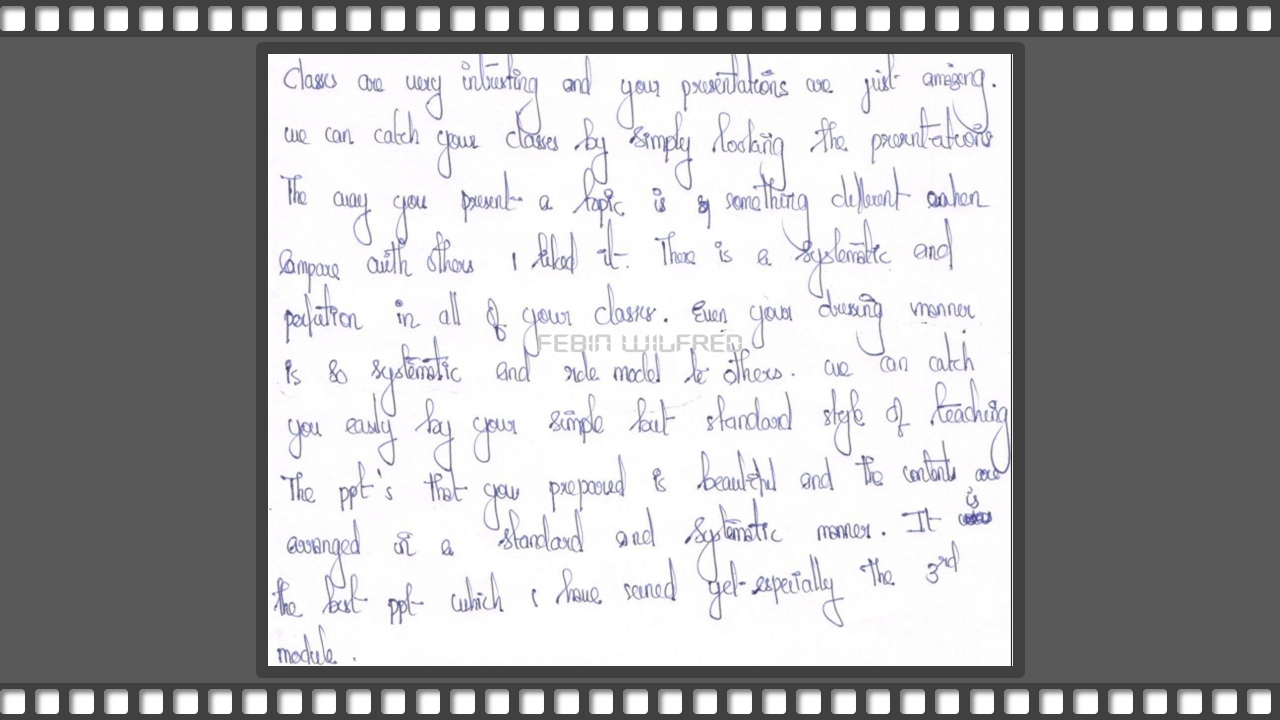 Classes are very intrusting and your presentations are just amazing.
we can catch your classes by simply looking the presentations
The way you present a topic is something different when
compare with others I liked it. There is a systematic and
perfution in all of your classes. Even your dressing manner
FEBIN WILFRED
is so systematic and role model to others. we can catch
you easily by your simple but standard style of teaching
The ppt's that you prepared is beautiful and the contents are
arranged in a standard and systematic manner. It is
the best ppt which I have seened yet especially the 3rd
module.